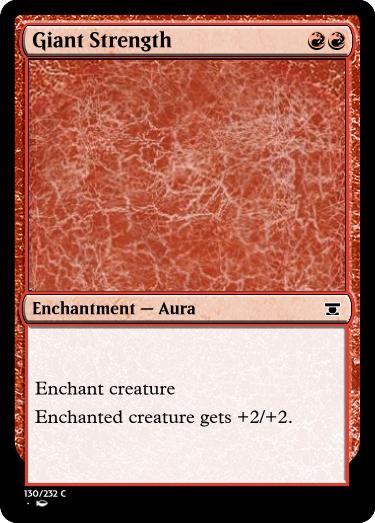 Giant Strength
Enchantment — Aura
Enchant creature
Enchanted creature gets +2/+2.
130/232 C